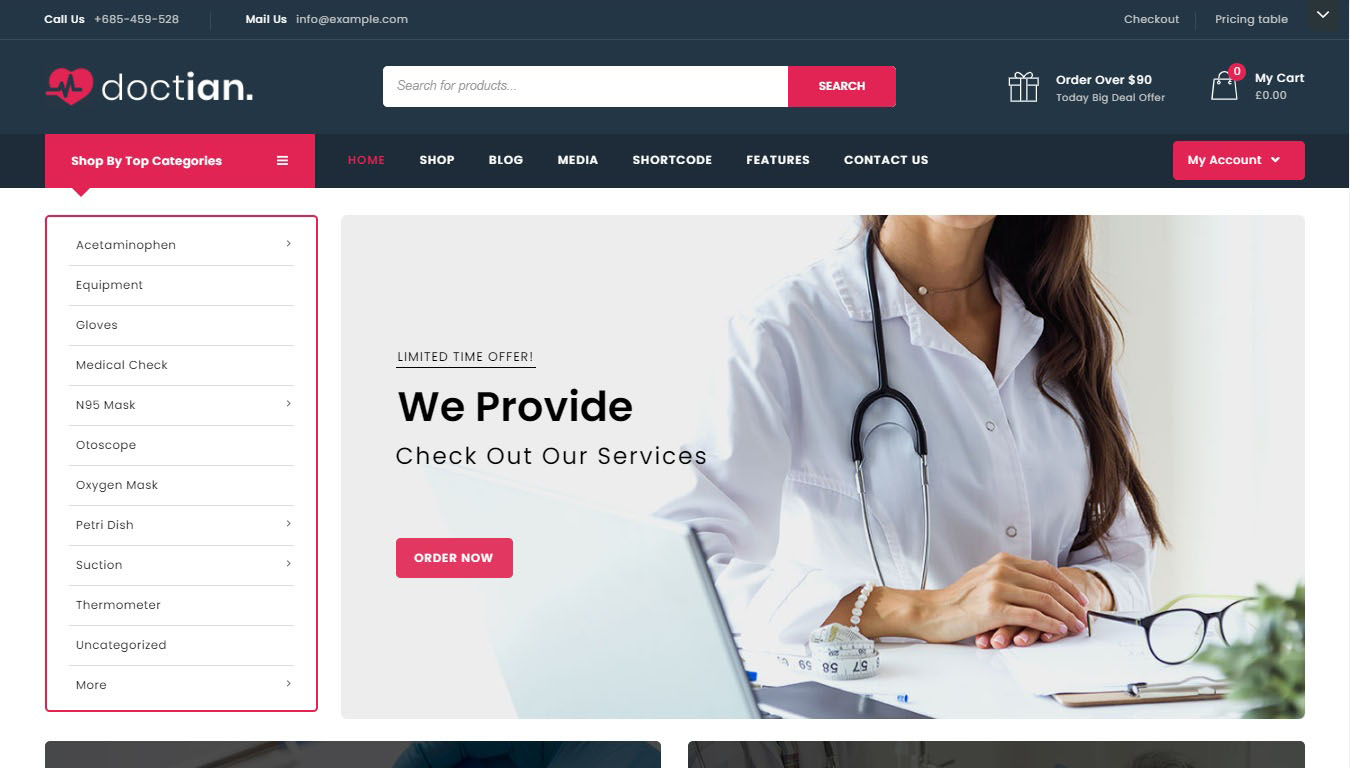 Call Us +685-459-528 Mail Us info@example.com Checkout Pricing table
doctian.
Search for products...
SEARCH
Order Over $90
Today Big Deal Offer
0
My Cart
£0.00
Shop By Top Categories
HOME SHOP BLOG MEDIA SHORTCODE FEATURES CONTACT US
My Account
Acetaminophen
Equipment
Gloves
Medical Check
N95 Mask
Otoscope
Oxygen Mask
Petri Dish
Suction
Thermometer
Uncategorized
More
LIMITED TIME OFFER!
We Provide
Check Out Our Services
ORDER NOW
59 58 57